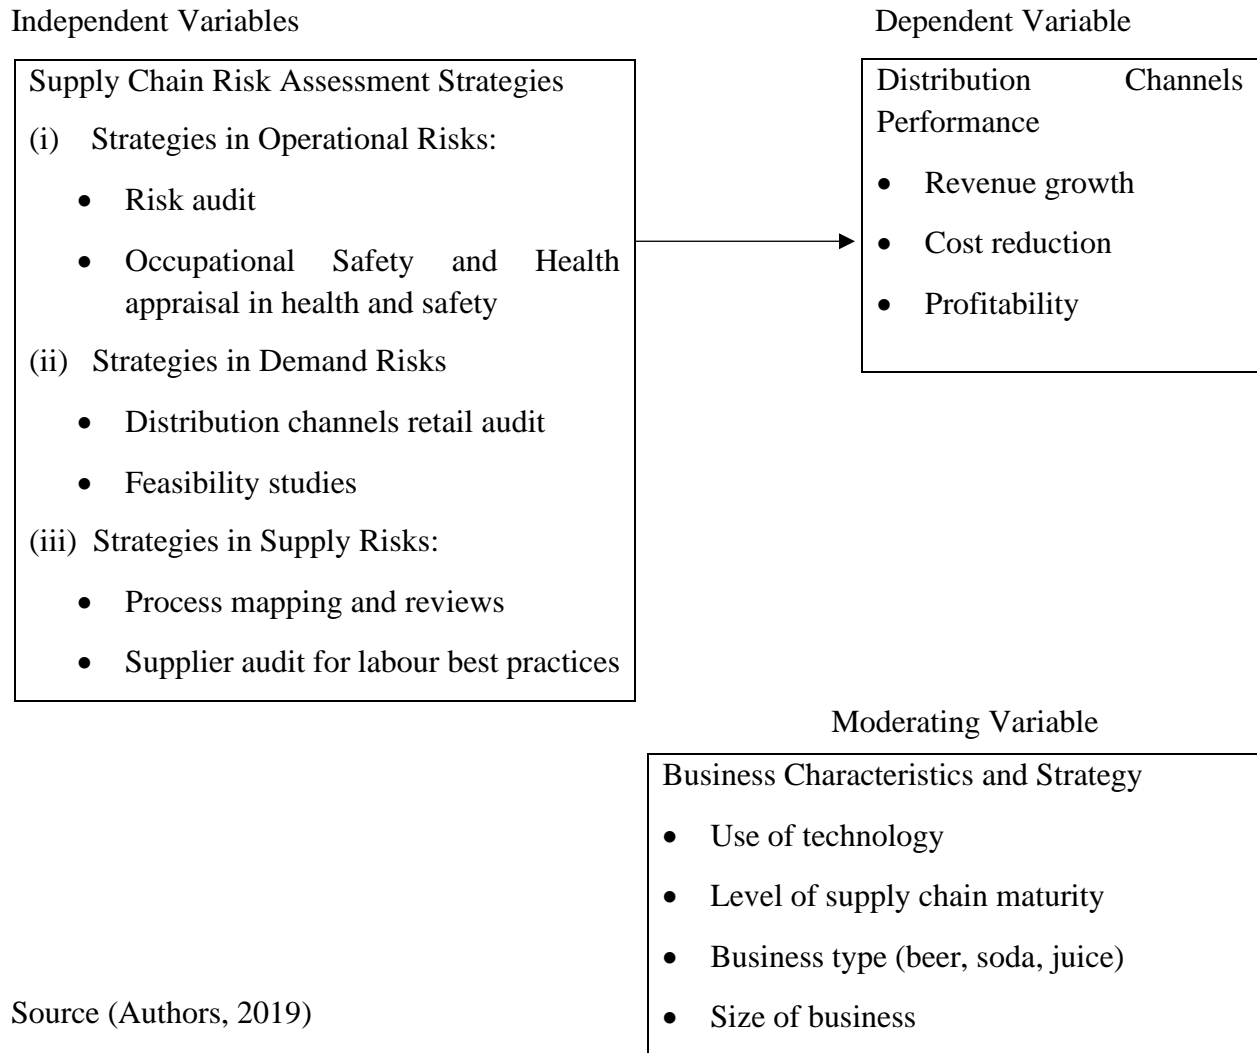 Independent Variables
Dependent Variable
Supply Chain Risk Assessment Strategies
(i) Strategies in Operational Risks:
• Risk audit
• Occupational Safety and Health
appraisal in health and safety
(ii) Strategies in Demand Risks
• Distribution channels retail audit
• Feasibility studies
(iii) Strategies in Supply Risks:
• Process mapping and reviews
• Supplier audit for labour best practices
Distribution Channels
Performance
• Revenue growth
• Cost reduction
• Profitability
Moderating Variable
Business Characteristics and Strategy
• Use of technology
• Level of supply chain maturity
• Business type (beer, soda, juice)
• Size of business
Source (Authors, 2019)